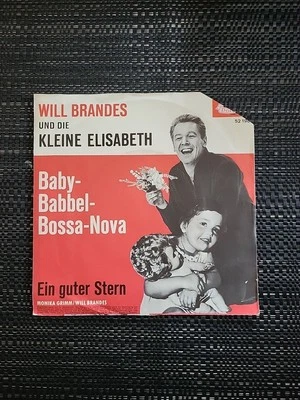 WILL BRANDES
UND DIE
KLEINE ELISABETH
Baby-
Babbel-
Bossa-Nova
Ein guter Stern
MONIKA GRIMM/WILL BRANDES